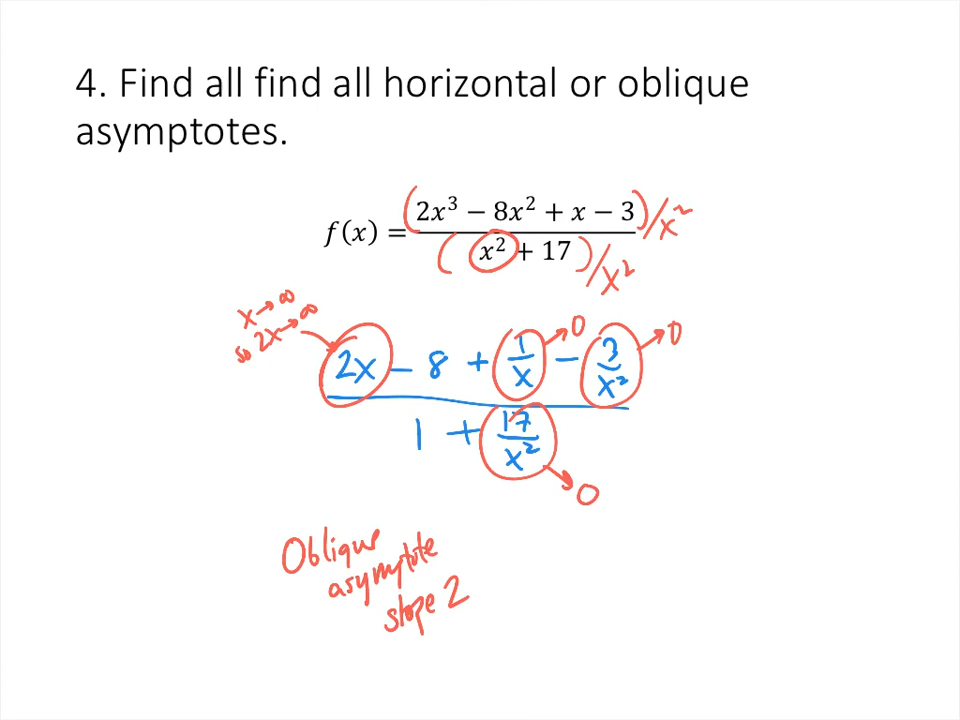 4. Find all find all horizontal or oblique
asymptotes.
f(x) = (2x³ − 8x² + x − 3)/x²
(x² + 17)/x²
x→∞
so 2x→∞
2x − 8 + 1/x →0 − 3/x² →0
1 + 17/x² →0
Oblique
asymptote
slope 2